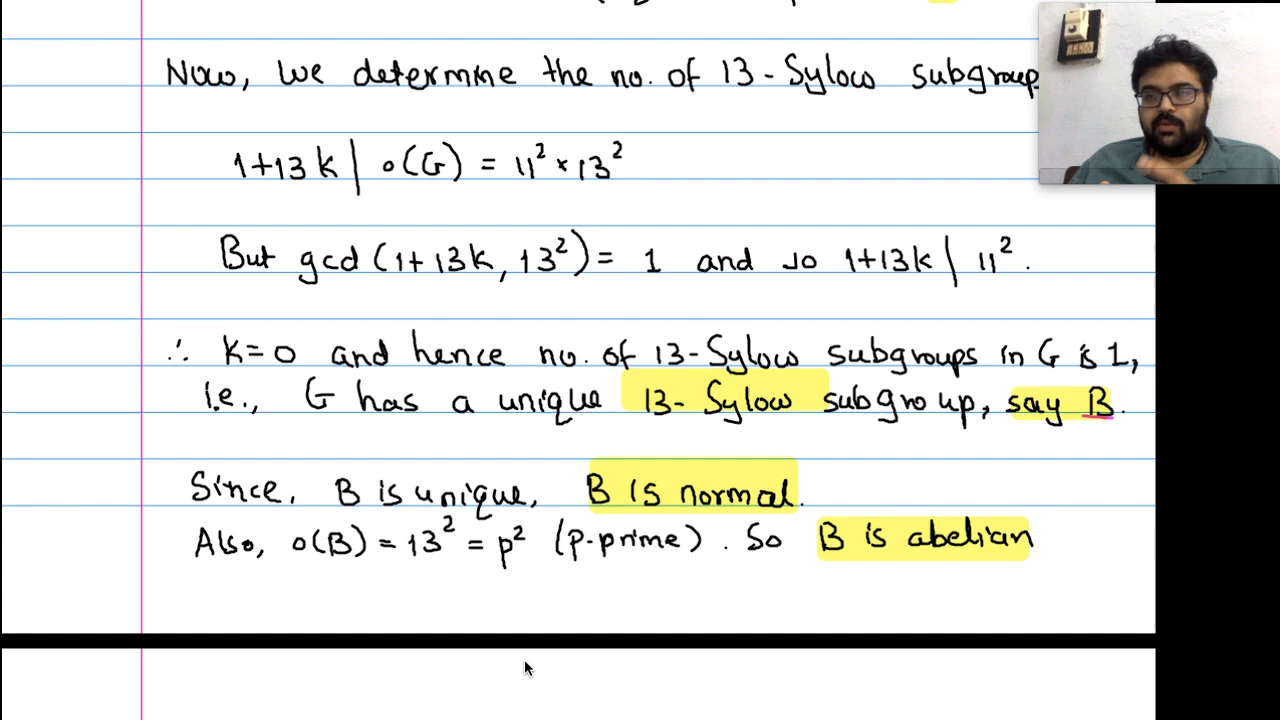 Now, we determine the no. of 13-Sylow subgroups
1+13k | o(G) = 11² × 13²
But gcd (1+13k, 13²) = 1 and so 1+13k | 11².
∴ k=0 and hence no. of 13-Sylow subgroups in G is 1,
i.e., G has a unique 13-Sylow subgroup, say B.
Since, B is unique, B is normal.
Also, o(B) = 13² = p² (p-prime). So B is abelian